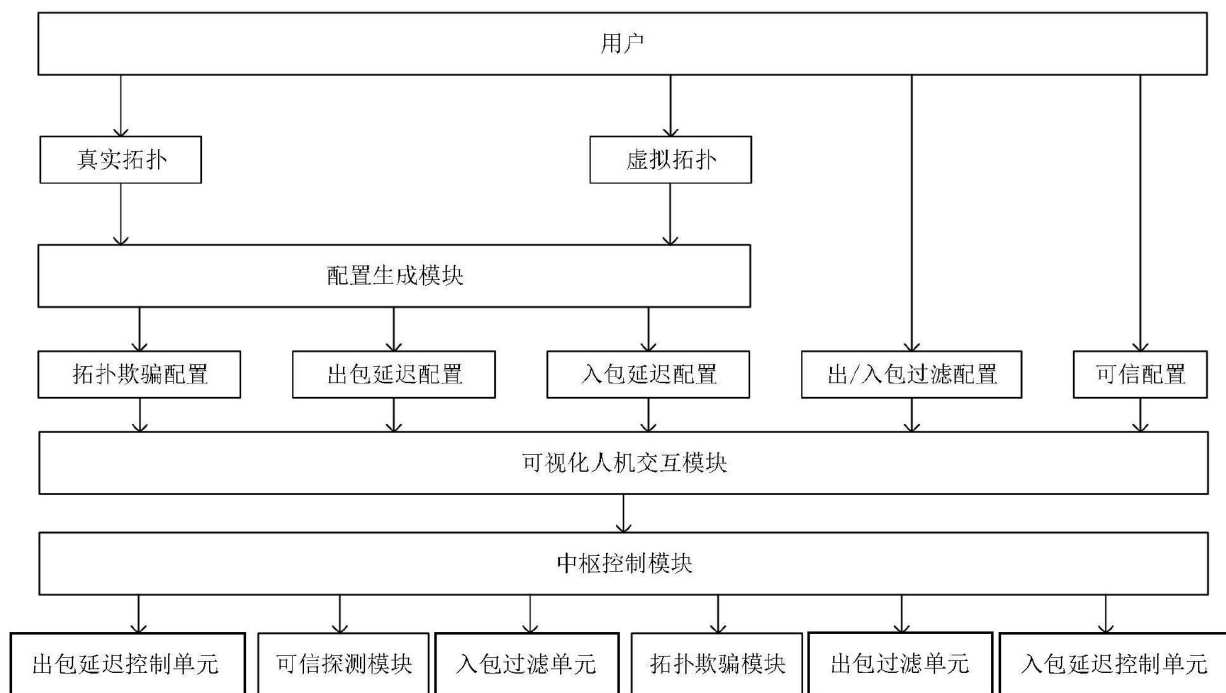 用户
真实拓扑
虚拟拓扑
配置生成模块
拓扑欺骗配置
出包延迟配置
入包延迟配置
出/入包过滤配置
可信配置
可视化人机交互模块
中枢控制模块
出包延迟控制单元
可信探测模块
入包过滤单元
拓扑欺骗模块
出包过滤单元
入包延迟控制单元